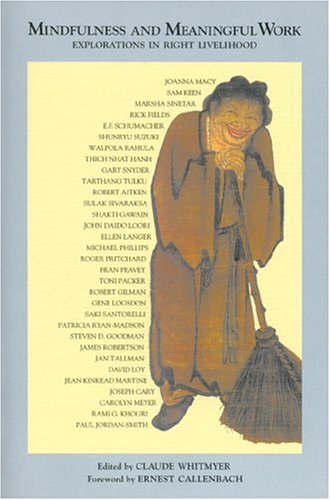 MINDFULNESS AND MEANINGFUL WORK
EXPLORATIONS IN RIGHT LIVELIHOOD
JOANNA MACY
SAM KEEN
MARSHA SINETAR
RICK FIELDS
E.F. SCHUMACHER
SHUNRYU SUZUKI
WALPOLA RAHULA
THICH NHAT HANH
GARY SNYDER
TARTHANG TULKU
ROBERT AITKEN
SULAK SIVARAKSA
SHAKTI GAWAIN
JOHN DAIDO LOORI
ELLEN LANGER
MICHAEL PHILLIPS
ROGER PRITCHARD
FRAN PEAVEY
TONI PACKER
ROBERT GILMAN
GENE LOGSDON
SAKI SANTORELLI
PATRICIA RYAN-MADSON
STEVEN D. GOODMAN
JAMES ROBERTSON
JAN TALLMAN
DAVID LOY
JEAN KINKEAD MARTINE
JOSEPH CARY
CAROLYN MEYER
RAMI G. KHOURI
PAUL JORDAN-SMITH
Edited by CLAUDE WHITMYER
Foreword by ERNEST CALLENBACH